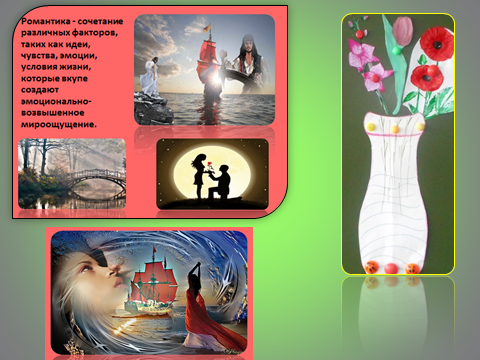 Романтика - сочетание
различных факторов,
таких как идеи,
чувства, эмоции,
условия жизни,
которые вкупе
создают
эмоционально-
возвышенное
мироощущение.